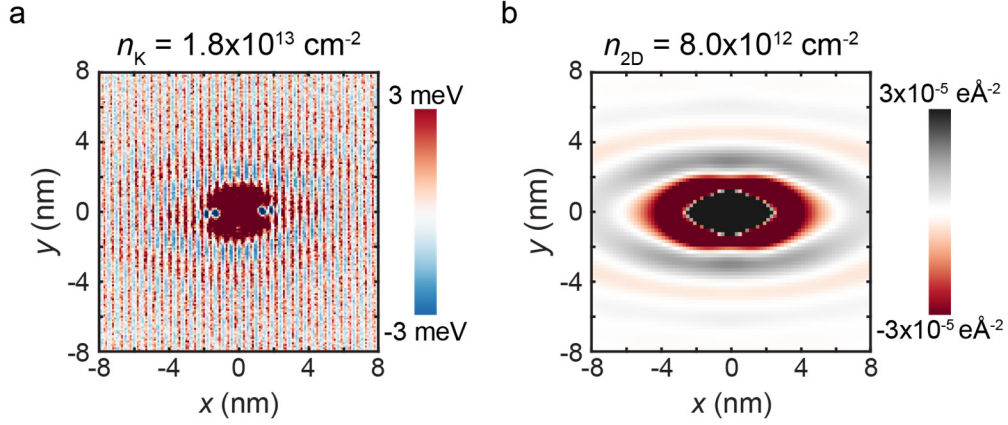 a
n_K = 1.8x10^13 cm^-2
8
4
0
-4
-8
y (nm)
-8 -4 0 4 8
x (nm)
3 meV
-3 meV
b
n_2D = 8.0x10^12 cm^-2
8
4
0
-4
-8
y (nm)
-8 -4 0 4 8
x (nm)
3x10^-5 eÅ^-2
-3x10^-5 eÅ^-2